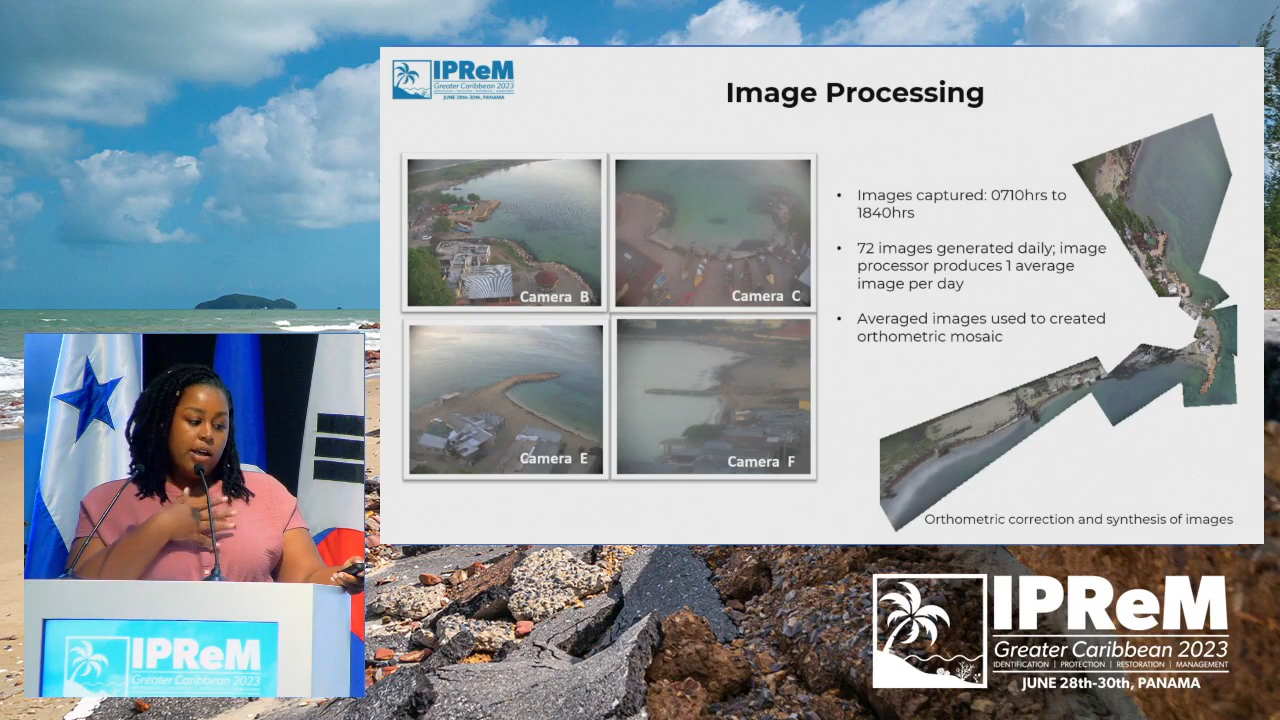 IPReM
Greater Caribbean 2023
JUNE 28th-30th, PANAMA
Image Processing
Camera B
Camera C
Camera E
Camera F
• Images captured: 0710hrs to
1840hrs
• 72 images generated daily; image
processor produces 1 average
image per day
• Averaged images used to created
orthometric mosaic
Orthometric correction and synthesis of images
IPReM
Greater Caribbean 2023
IPReM
Greater Caribbean 2023
IDENTIFICATION | PROTECTION | RESTORATION | MANAGEMENT
JUNE 28th-30th, PANAMA